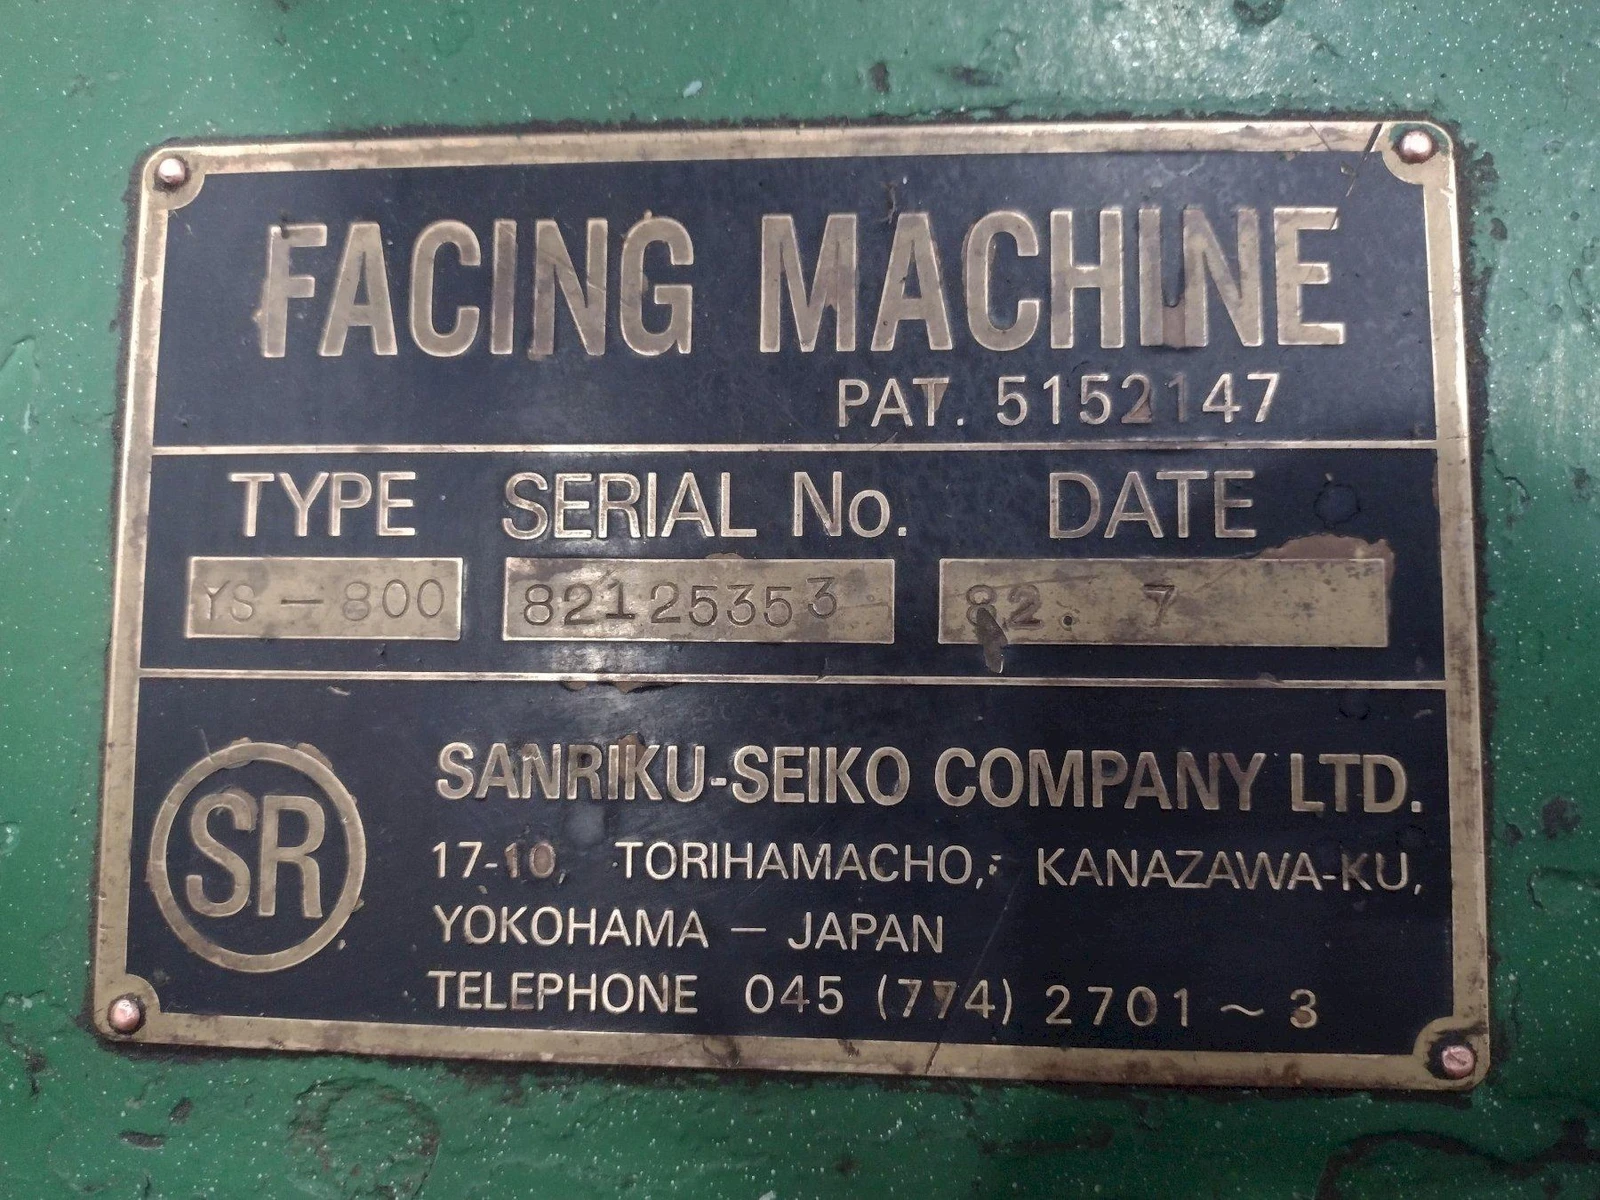 FACING MACHINE
PAT. 5152147
TYPE SERIAL No. DATE
YS-800 82125353 82. 7
SR
SANRIKU-SEIKO COMPANY LTD.
17-10, TORIHAMACHO, KANAZAWA-KU,
YOKOHAMA — JAPAN
TELEPHONE 045 (774) 2701 ~ 3